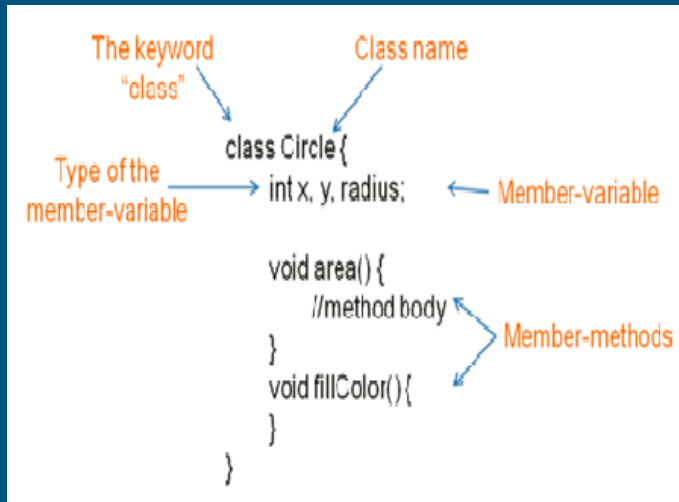 The keyword
"class"
Class name
class Circle {
Type of the
member-variable
int x, y, radius;
Member-variable
void area() {
//method body
}
Member-methods
void fillColor(){
}
}